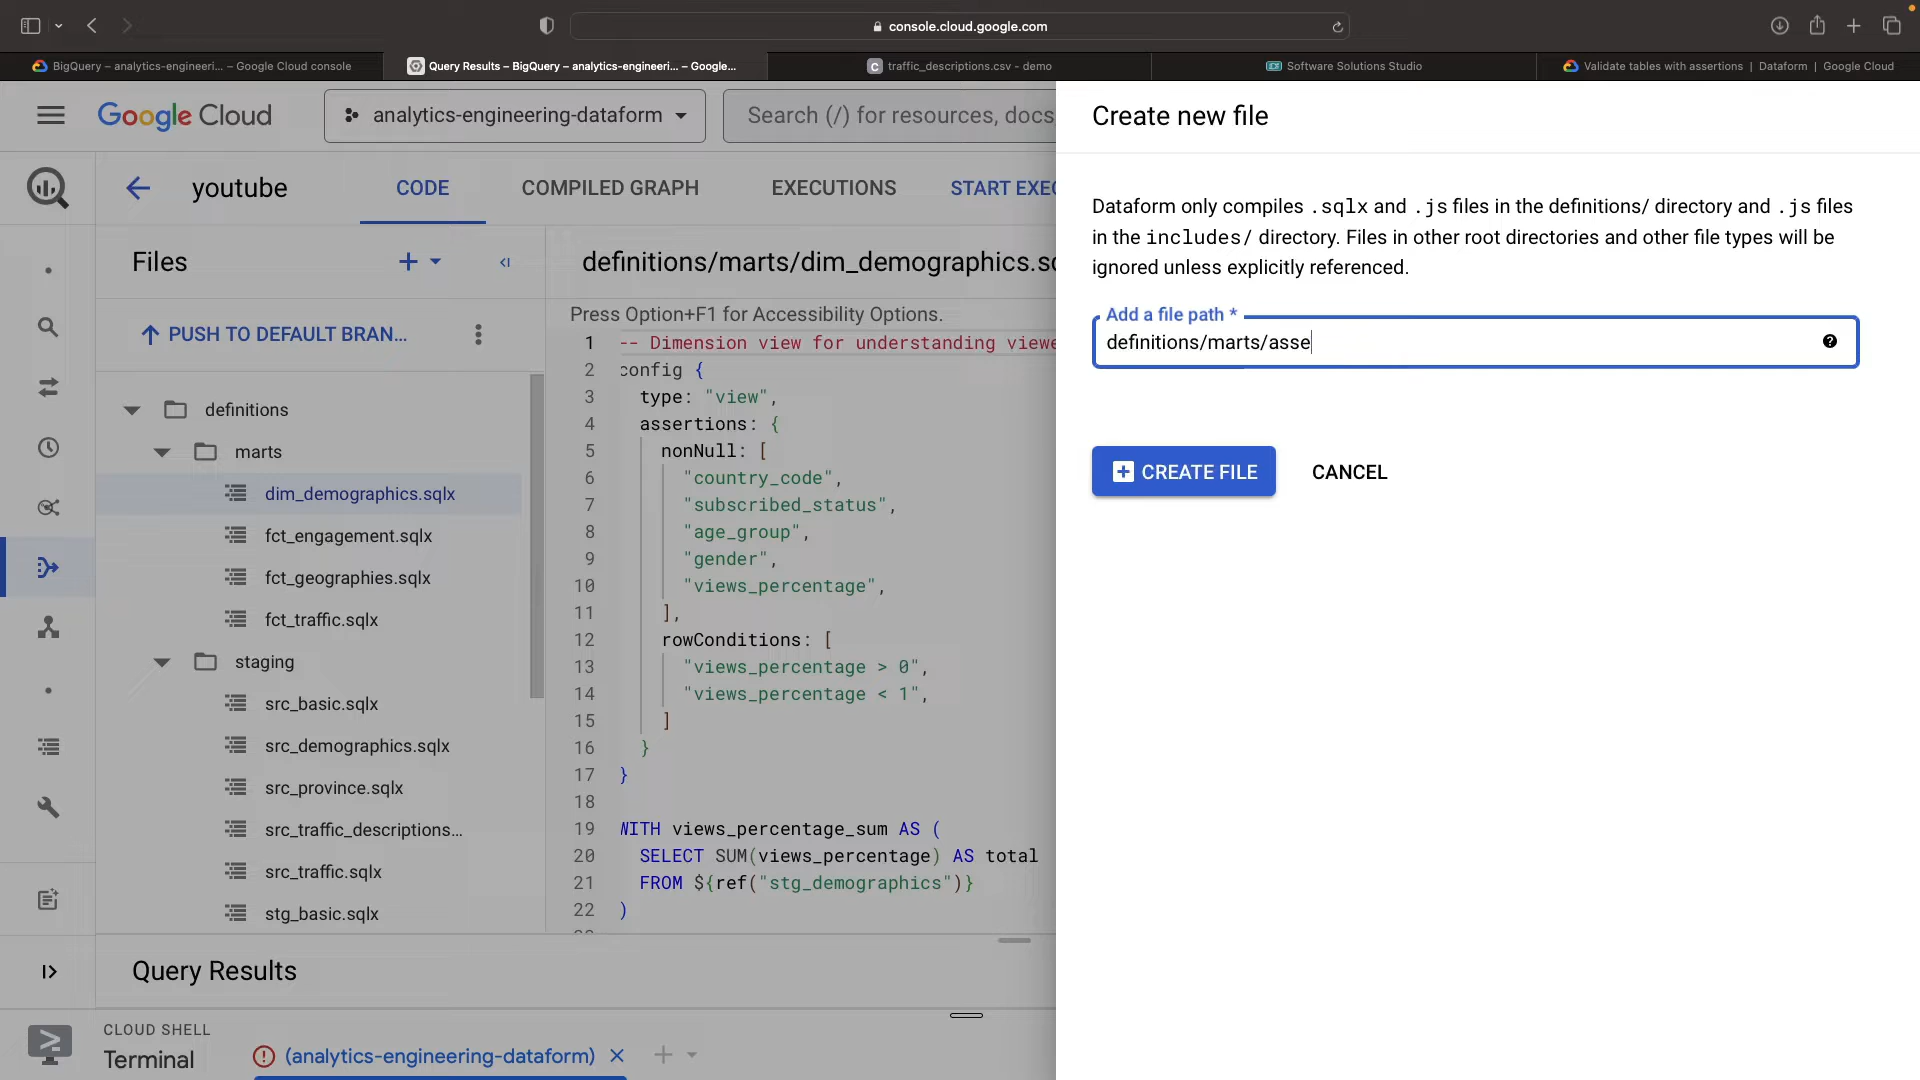 console.cloud.google.com
BigQuery – analytics-engineeri... – Google Cloud console
Query Results – BigQuery – analytics-engineeri... – Google...
traffic_descriptions.csv - demo
Software Solutions Studio
Validate tables with assertions | Dataform | Google Cloud
Google Cloud
analytics-engineering-dataform
Search (/) for resources, docs
Create new file
youtube
CODE
COMPILED GRAPH
EXECUTIONS
START EXE
Dataform only compiles .sqlx and .js files in the definitions/ directory and .js files
in the includes/ directory. Files in other root directories and other file types will be
ignored unless explicitly referenced.
Add a file path *
definitions/marts/asse
CREATE FILE
CANCEL
Files
PUSH TO DEFAULT BRAN...
definitions
marts
dim_demographics.sqlx
fct_engagement.sqlx
fct_geographies.sqlx
fct_traffic.sqlx
staging
src_basic.sqlx
src_demographics.sqlx
src_province.sqlx
src_traffic_descriptions...
src_traffic.sqlx
stg_basic.sqlx
definitions/marts/dim_demographics.sq
Press Option+F1 for Accessibility Options.
1 -- Dimension view for understanding viewe
2 config {
3 type: "view",
4 assertions: {
5 nonNull: [
6 "country_code",
7 "subscribed_status",
8 "age_group",
9 "gender",
10 "views_percentage",
11 ],
12 rowConditions: [
13 "views_percentage > 0",
14 "views_percentage < 1",
15 ]
16 }
17 }
18
19 WITH views_percentage_sum AS (
20 SELECT SUM(views_percentage) AS total
21 FROM ${ref("stg_demographics")}
22 )
Query Results
CLOUD SHELL
Terminal
(analytics-engineering-dataform)